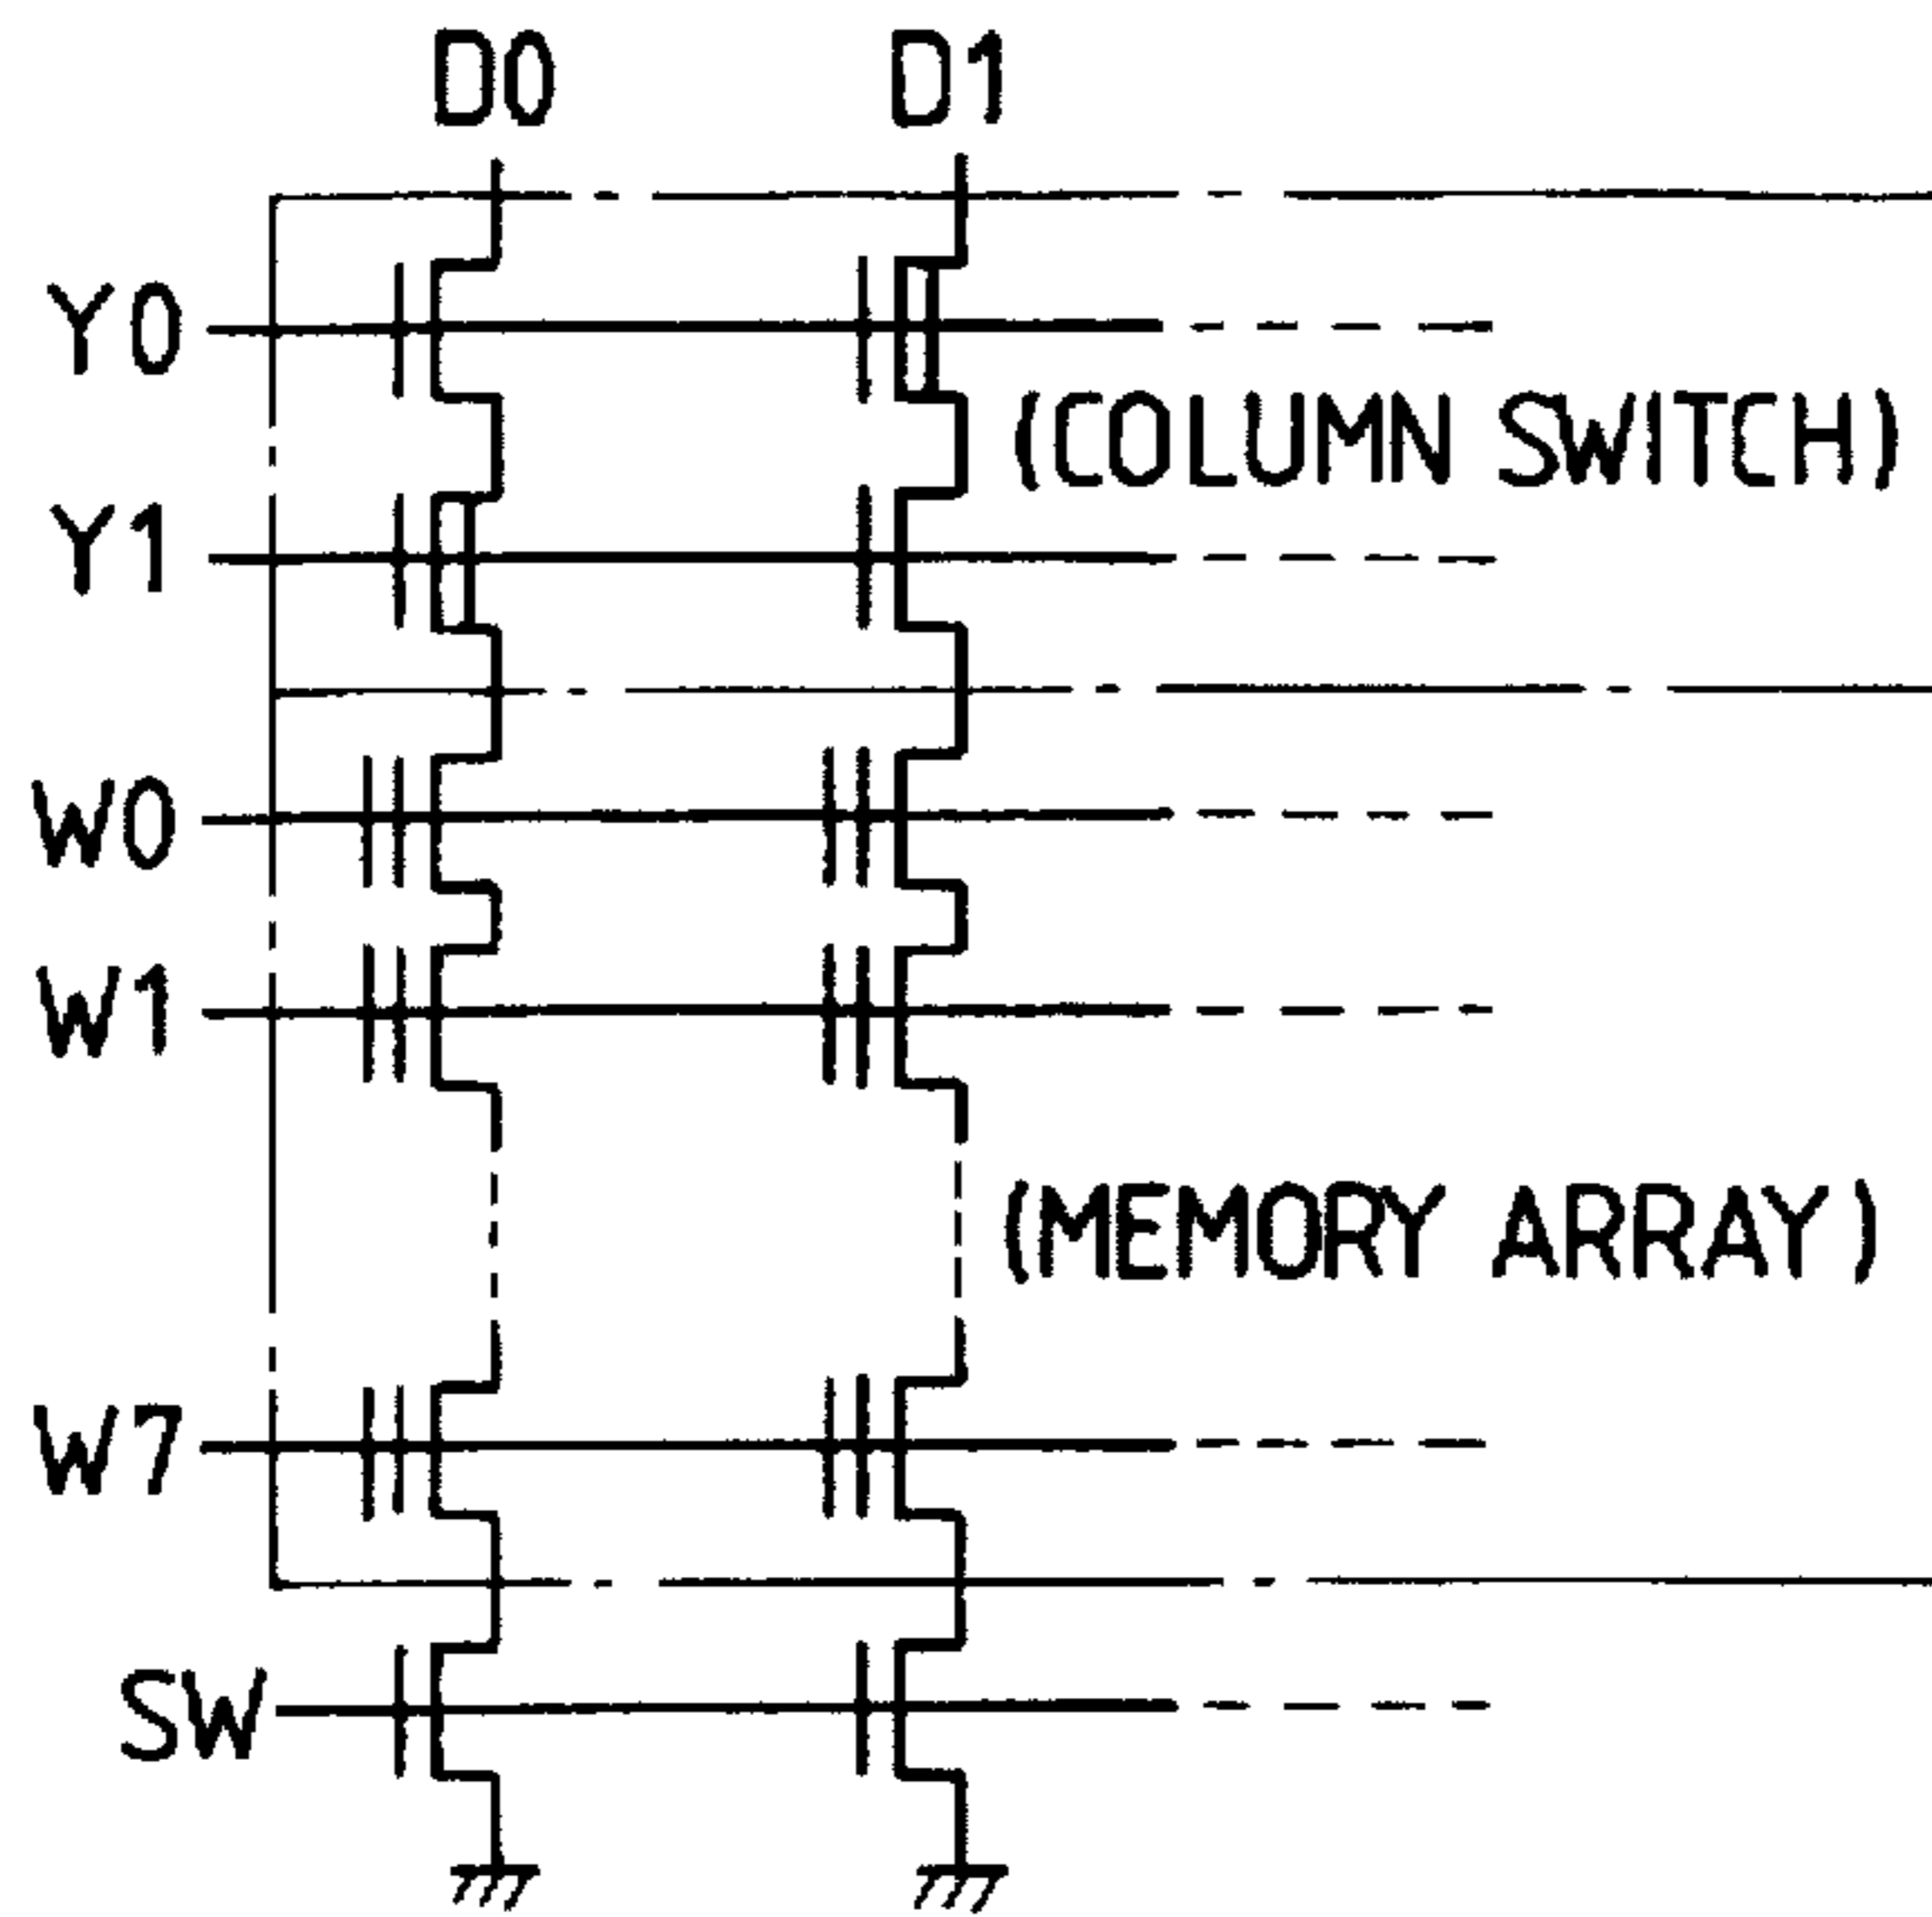 D0 D1
Y0
(COLUMN SWITCH)
Y1
W0
W1
(MEMORY ARRAY)
W7
SW